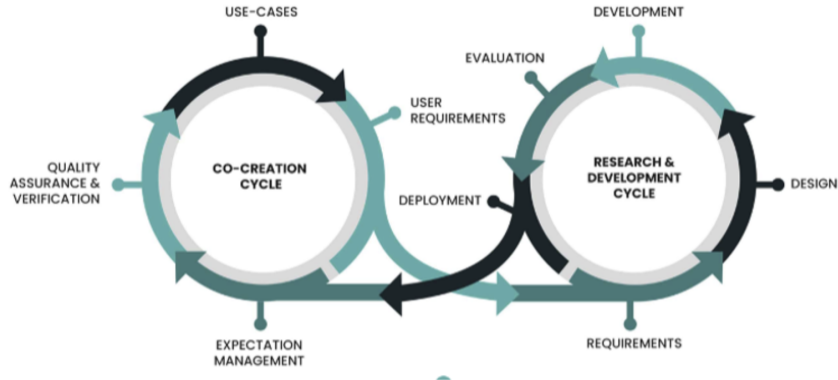 USE-CASES
DEVELOPMENT
EVALUATION
USER
REQUIREMENTS
QUALITY
ASSURANCE &
VERIFICATION
CO-CREATION
CYCLE
RESEARCH &
DEVELOPMENT
CYCLE
DESIGN
DEPLOYMENT
EXPECTATION
MANAGEMENT
REQUIREMENTS